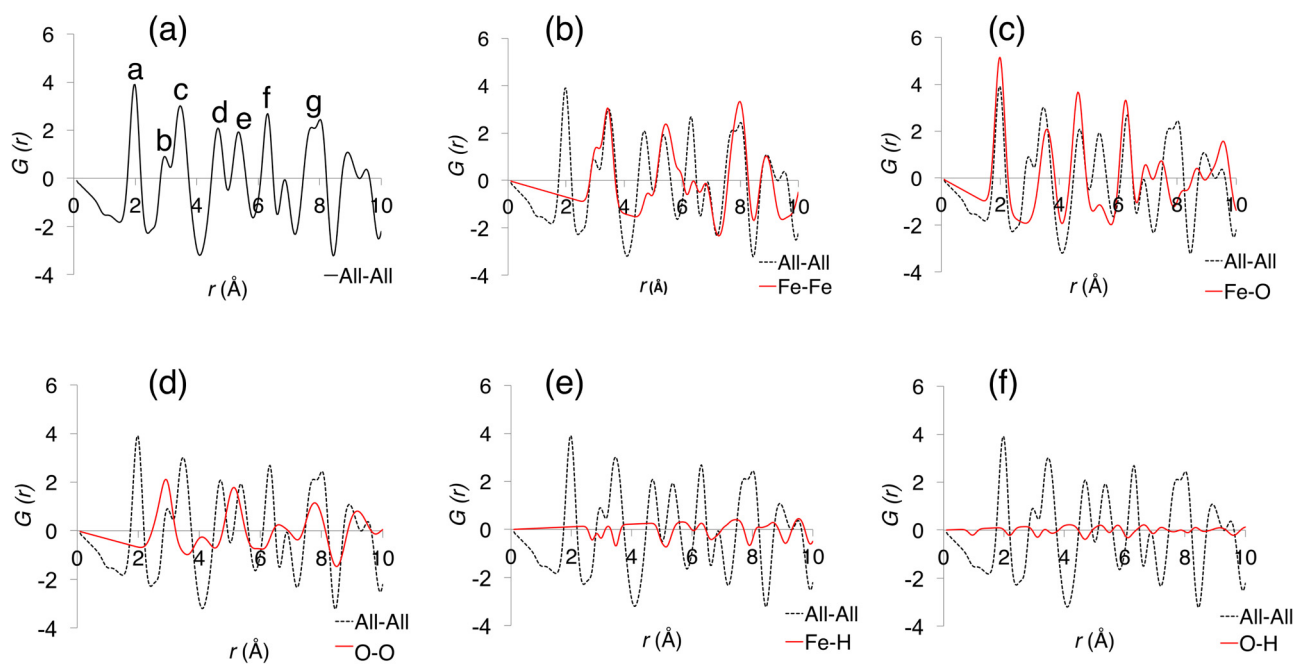 (a)
6
4
2
0
-2
-4
G (r)
a
b
c
d
e
f
g
0 2 4 6 8 10
r (Å)
All-All
(b)
6
4
2
0
-2
-4
G (r)
0 2 4 6 8 10
r (Å)
All-All
Fe-Fe
(c)
6
4
2
0
-2
-4
G (r)
0 2 4 6 8 10
r (Å)
All-All
Fe-O
(d)
6
4
2
0
-2
-4
G (r)
0 2 4 6 8 10
r (Å)
All-All
O-O
(e)
6
4
2
0
-2
-4
G (r)
0 2 4 6 8 10
r (Å)
All-All
Fe-H
(f)
6
4
2
0
-2
-4
G (r)
0 2 4 6 8 10
r (Å)
All-All
O-H